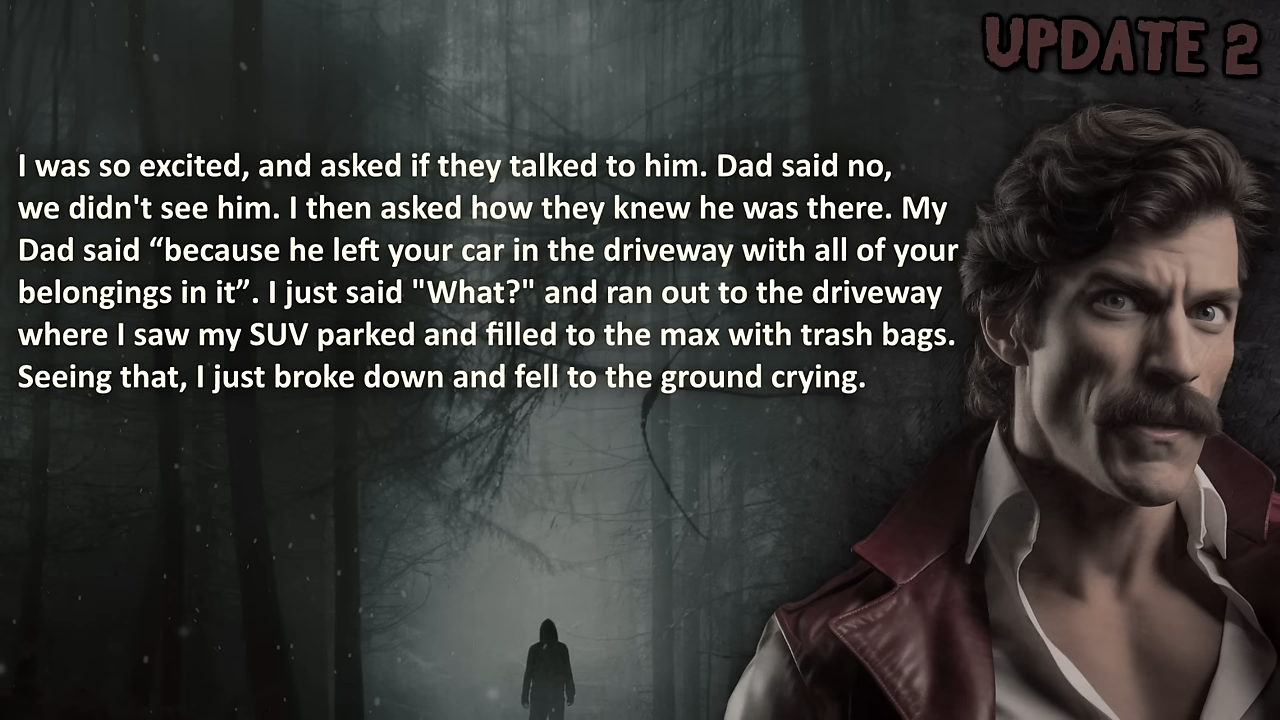 UPDATE 2
I was so excited, and asked if they talked to him. Dad said no,
we didn't see him. I then asked how they knew he was there. My
Dad said “because he left your car in the driveway with all of your
belongings in it”. I just said "What?" and ran out to the driveway
where I saw my SUV parked and filled to the max with trash bags.
Seeing that, I just broke down and fell to the ground crying.